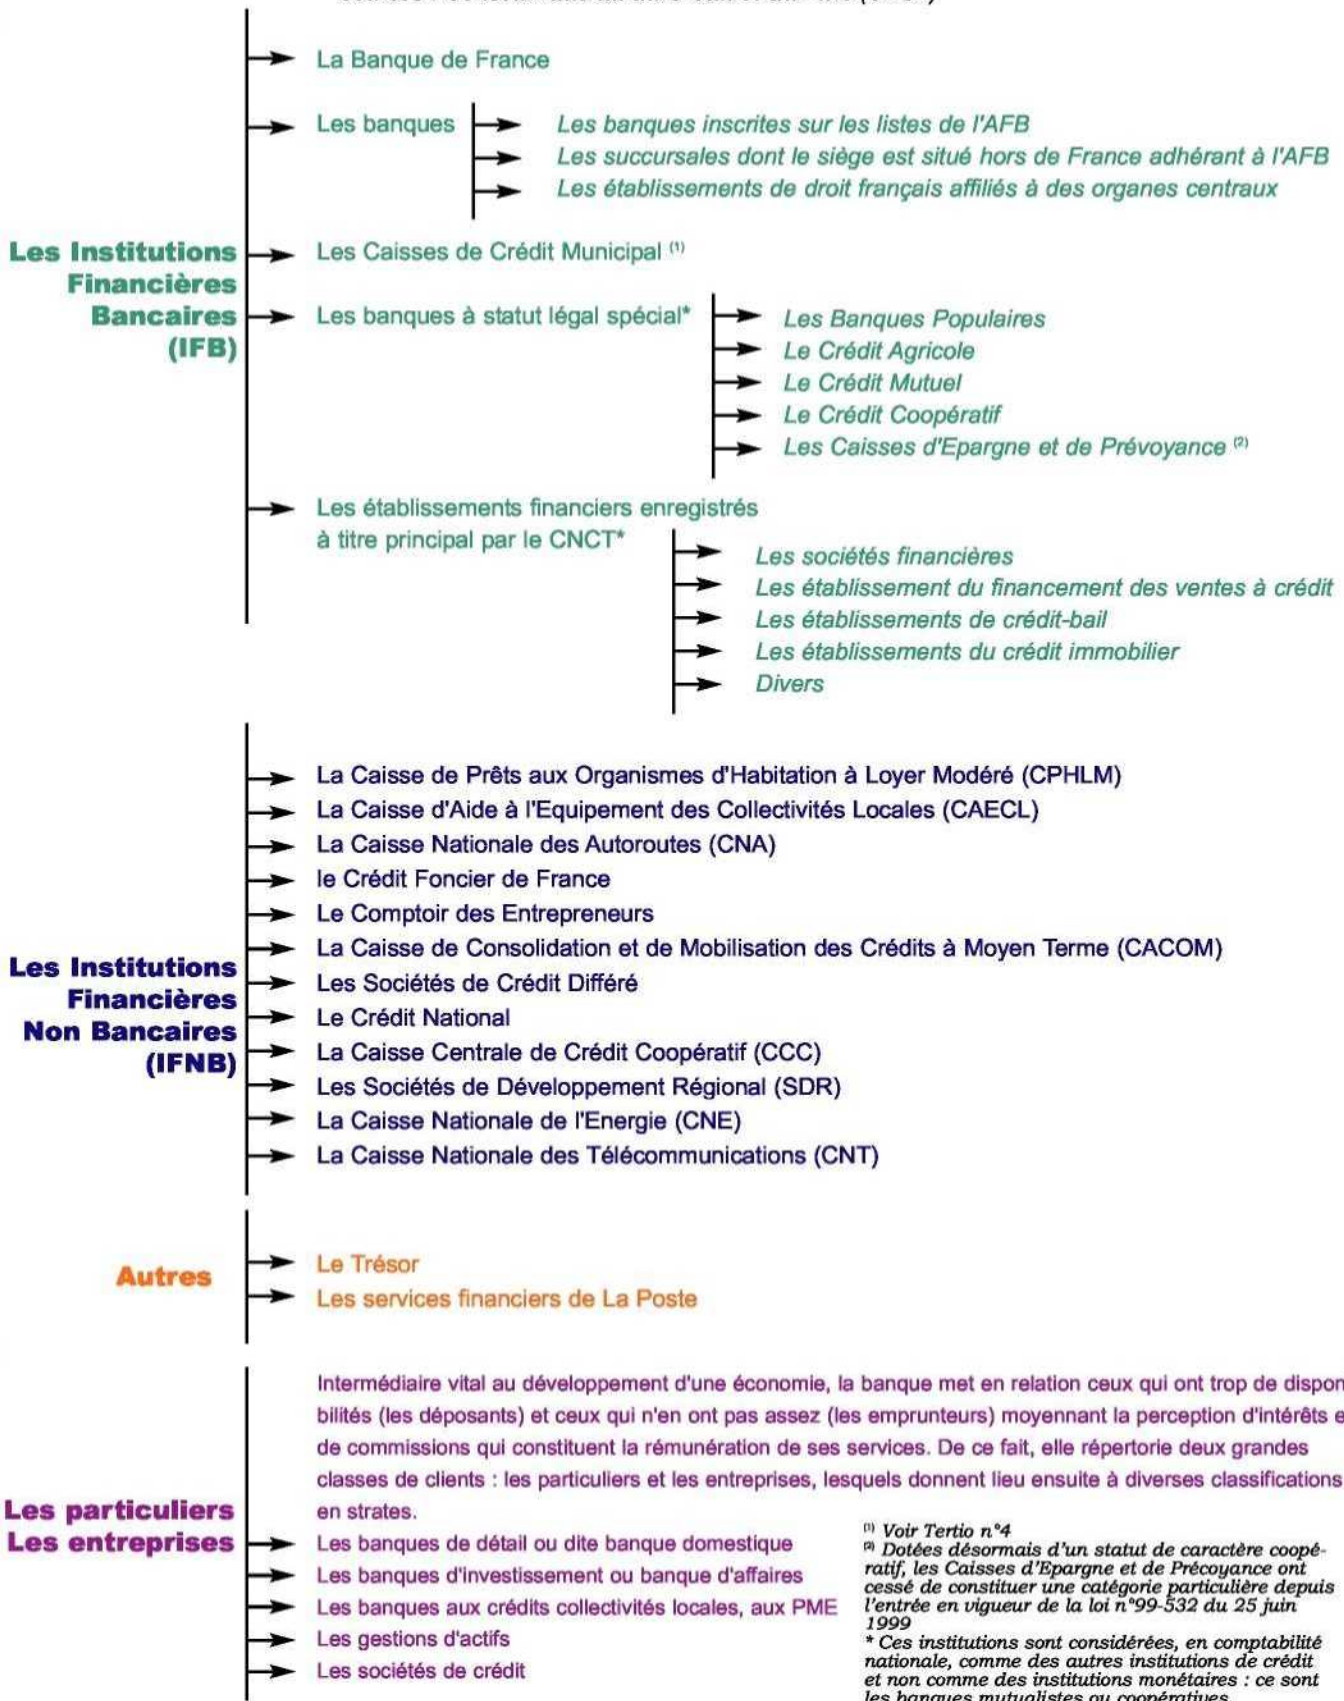 La Banque de France
Les banques
Les banques inscrites sur les listes de l'AFB
Les succursales dont le siège est situé hors de France adhérant à l'AFB
Les établissements de droit français affiliés à des organes centraux
Les Institutions
Financières
Bancaires
(IFB)
Les Caisses de Crédit Municipal (1)
Les banques à statut légal spécial*
Les Banques Populaires
Le Crédit Agricole
Le Crédit Mutuel
Le Crédit Coopératif
Les Caisses d'Epargne et de Prévoyance (2)
Les établissements financiers enregistrés
à titre principal par le CNCT*
Les sociétés financières
Les établissement du financement des ventes à crédit
Les établissements de crédit-bail
Les établissements du crédit immobilier
Divers
Les Institutions
Financières
Non Bancaires
(IFNB)
La Caisse de Prêts aux Organismes d'Habitation à Loyer Modéré (CPHLM)
La Caisse d'Aide à l'Equipement des Collectivités Locales (CAECL)
La Caisse Nationale des Autoroutes (CNA)
le Crédit Foncier de France
Le Comptoir des Entrepreneurs
La Caisse de Consolidation et de Mobilisation des Crédits à Moyen Terme (CACOM)
Les Sociétés de Crédit Différé
Le Crédit National
La Caisse Centrale de Crédit Coopératif (CCC)
Les Sociétés de Développement Régional (SDR)
La Caisse Nationale de l'Energie (CNE)
La Caisse Nationale des Télécommunications (CNT)
Autres
Le Trésor
Les services financiers de La Poste
Les particuliers
Les entreprises
Intermédiaire vital au développement d'une économie, la banque met en relation ceux qui ont trop de dispon
bilités (les déposants) et ceux qui n'en ont pas assez (les emprunteurs) moyennant la perception d'intérêts e
de commissions qui constituent la rémunération de ses services. De ce fait, elle répertorie deux grandes
classes de clients : les particuliers et les entreprises, lesquels donnent lieu ensuite à diverses classifications
en strates.
Les banques de détail ou dite banque domestique
Les banques d'investissement ou banque d'affaires
Les banques aux crédits collectivités locales, aux PME
Les gestions d'actifs
Les sociétés de crédit
(1) Voir Tertio n°4
(2) Dotées désormais d'un statut de caractère coopé-
ratif, les Caisses d'Epargne et de Précoyance ont
cessé de constituer une catégorie particulière depuis
l'entrée en vigueur de la loi n°99-532 du 25 juin
1999
* Ces institutions sont considérées, en comptabilité
nationale, comme des autres institutions de crédit
et non comme des institutions monétaires : ce sont
les banques mutualistes ou coopératives